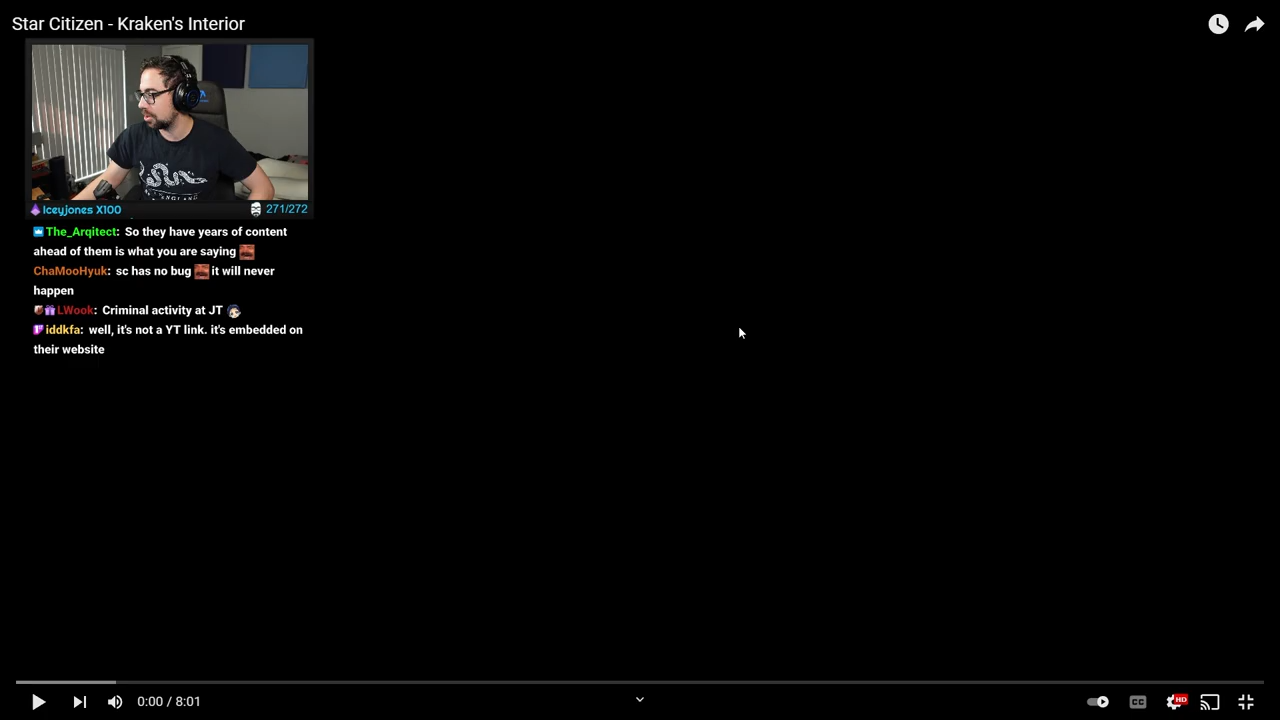 Star Citizen - Kraken's Interior
Iceyjones X100
271/272
The_Arqitect: So they have years of content
ahead of them is what you are saying
ChaMooHyuk: sc has no bug it will never
happen
LWook: Criminal activity at JT
iddkfa: well, it's not a YT link. it's embedded on
their website
0:00 / 8:01
CC
HD